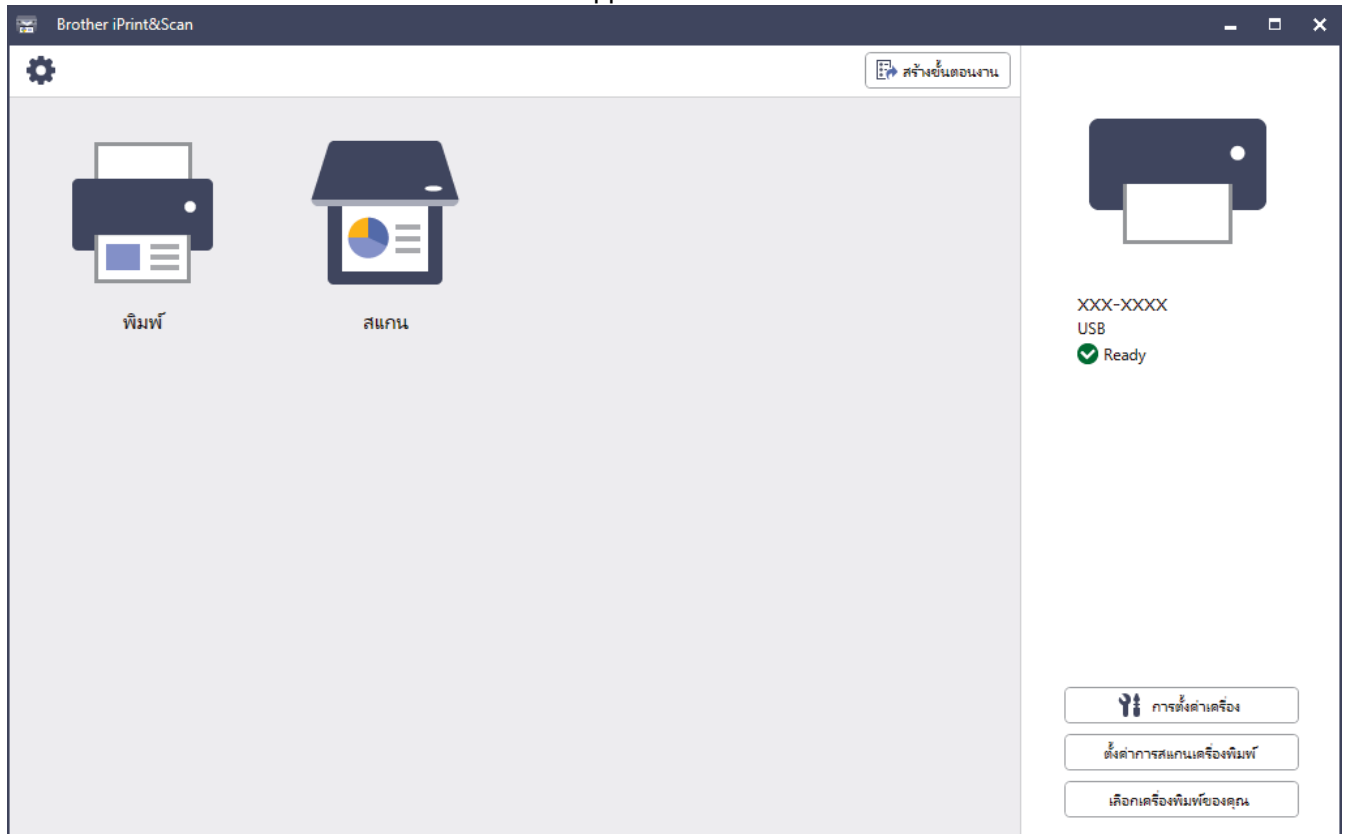 Brother iPrint&Scan
สร้างขั้นตอนงาน
พิมพ์
สแกน
XXX-XXXX
USB
Ready
การตั้งค่าเครื่อง
ตั้งค่าการสแกนเครื่องพิมพ์
เลือกเครื่องพิมพ์ของคุณ